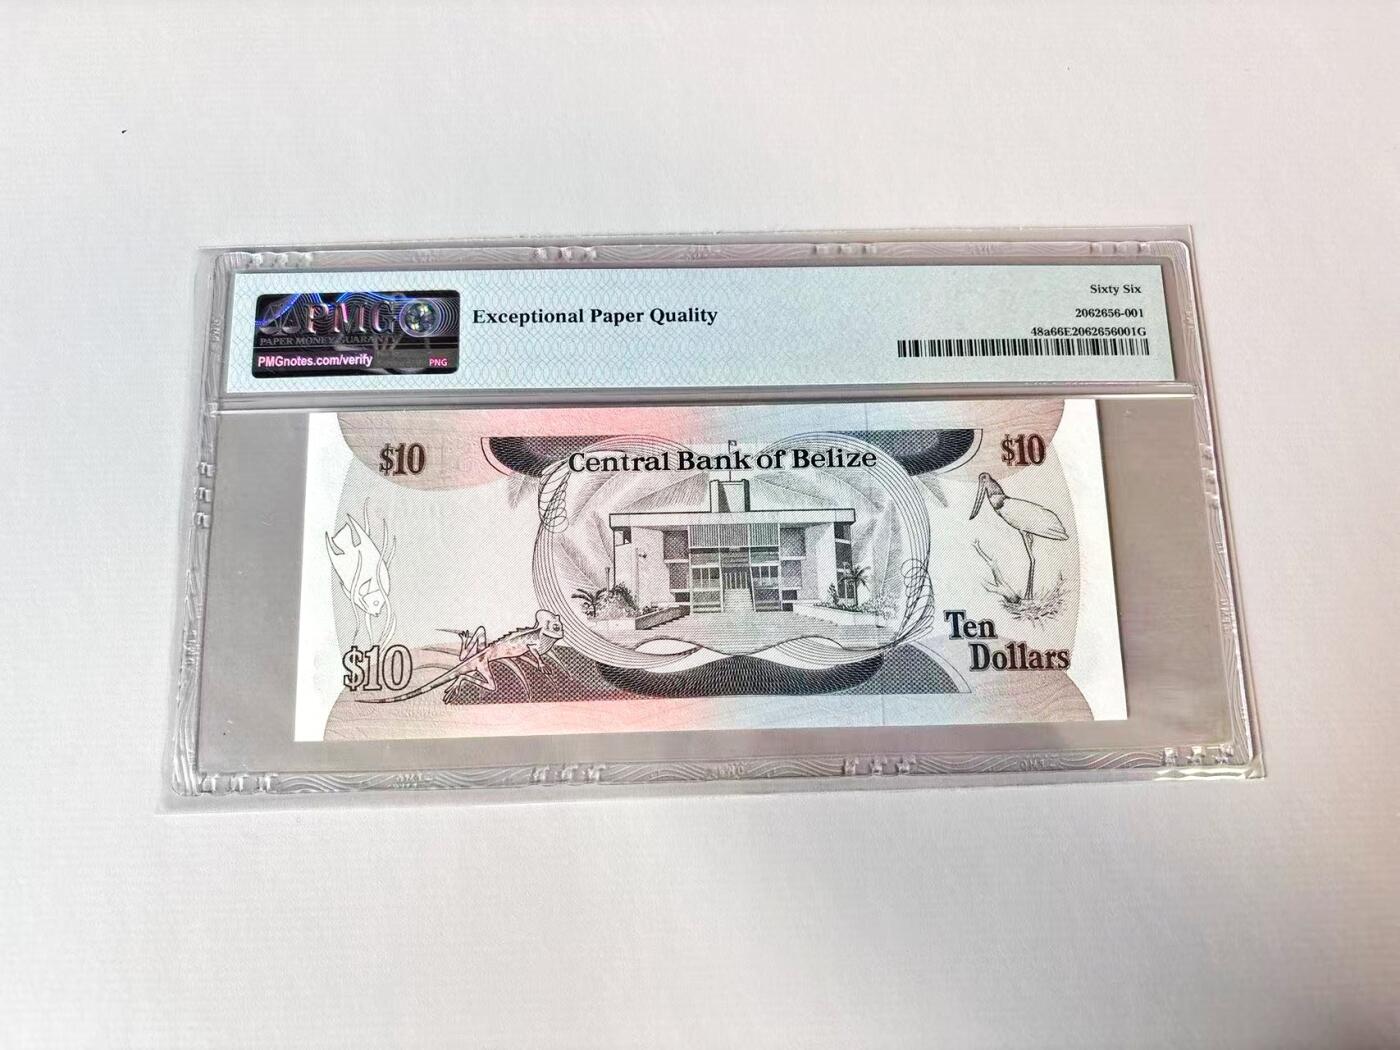 PMG
PAPER MONEY GUARANTY
PMGnotes.com/verify
PNG
Exceptional Paper Quality
Sixty Six
2062656-001
48a66E2062656001G
$10
Central Bank of Belize
$10
$10
Ten
Dollars